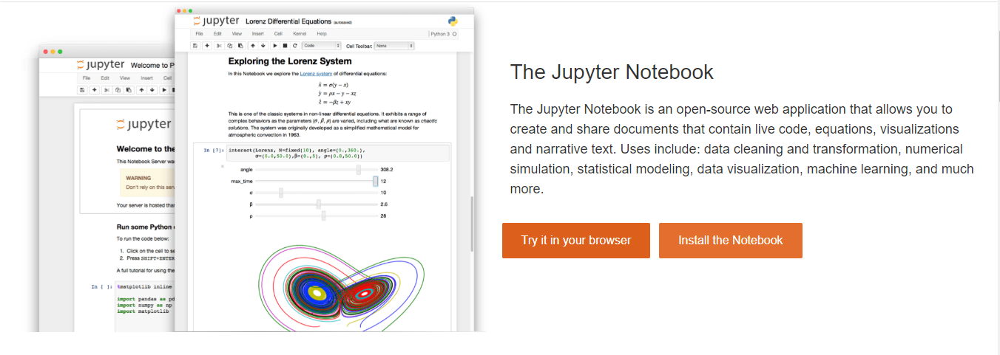 jupyter Welcome to P
File Edit View Insert Cell
jupyter
Welcome to the
This Notebook Server was
WARNING
Don't rely on this serv
Your server is hosted than
Run some Python
To run the code below:
1. Click on the cell to se
2. Press SHIFT+ENTER
A full tutorial for using the
In [ ]: %matplotlib inline
import pandas as pd
import numpy as np
import matplotlib
jupyter Lorenz Differential Equations (autosaved)
File Edit View Insert Cell Kernel Help
Python 3
Code Cell Toolbar: None
Exploring the Lorenz System
In this Notebook we explore the Lorenz system of differential equations:
ẋ = σ(y − x)
ẏ = ρx − y − xz
ż = −βz + xy
This is one of the classic systems in non-linear differential equations. It exhibits a range of
complex behaviors as the parameters (σ, β, ρ) are varied, including what are known as chaotic
solutions. The system was originally developed as a simplified mathematical model for
atmospheric convection in 1963.
In [7]: interact(Lorenz, N=fixed(10), angle=(0.,360.),
σ=(0.0,50.0),β=(0.,5), ρ=(0.0,50.0))
angle 308.2
max_time 12
σ 10
β 2.6
ρ 28
The Jupyter Notebook
The Jupyter Notebook is an open-source web application that allows you to
create and share documents that contain live code, equations, visualizations
and narrative text. Uses include: data cleaning and transformation, numerical
simulation, statistical modeling, data visualization, machine learning, and much
more.
Try it in your browser
Install the Notebook